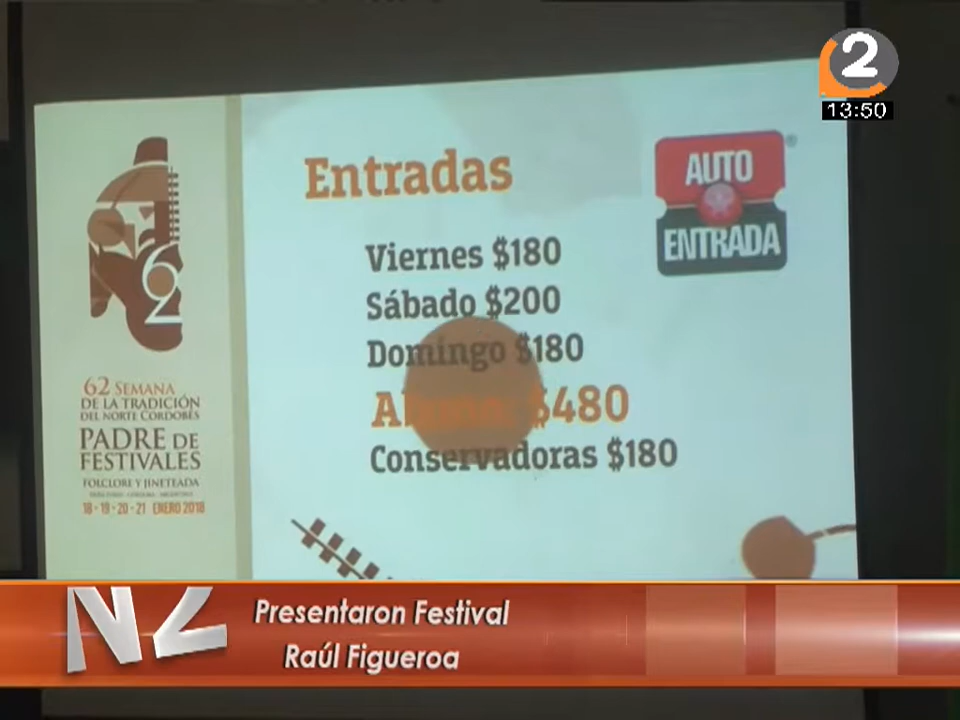 2
13:50
Entradas
AUTO
ENTRADA
®
Viernes $180
Sábado $200
Domingo $180
$480
Conservadoras $180
62
62 SEMANA
DE LA TRADICIÓN
DEL NORTE CORDOBÉS
PADRE DE
FESTIVALES
FOLCLORE Y JINETEADA
18-19-20-21 ENERO 2018
N2
Presentaron Festival
Raúl Figueroa